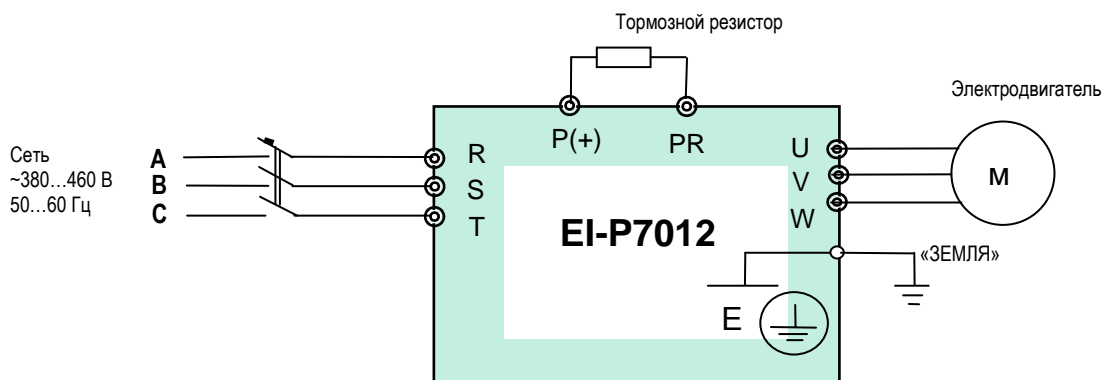 Тормозной резистор
Электродвигатель
P(+)
PR
Сеть
~380...460 В
50...60 Гц
A
B
C
R
S
T
U
V
W
M
EI-P7012
«ЗЕМЛЯ»
E